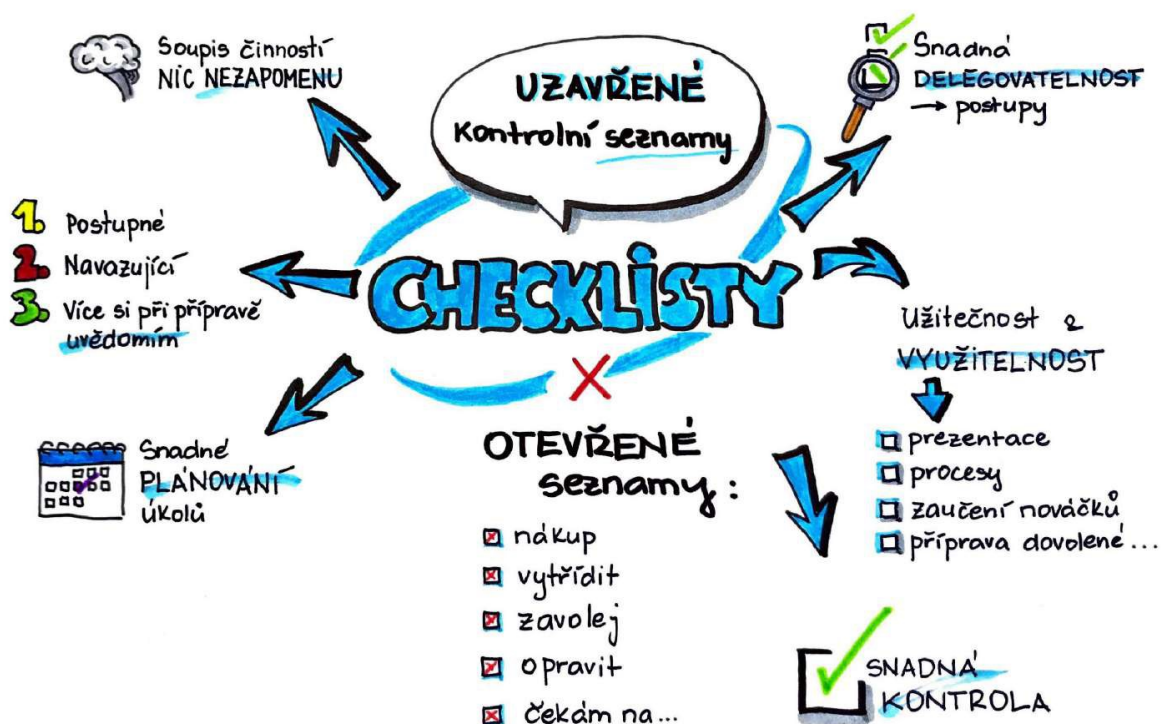 Soupis činností
NIC NEZAPOMENU
UZAVŘENÉ
Kontrolní seznamy
Snadná
DELEGOVATELNOST
→ postupy
1. Postupné
2. Navazující
3. Více si při přípravě
uvědomím
CHECKLISTY
Užitečnost &
VYUŽITELNOST
prezentace
procesy
zaučení nováčků
příprava dovolené...
Snadné
PLÁNOVÁNÍ
úkolů
OTEVŘENÉ
seznamy:
nákup
vytřídit
zavolej
opravit
čekám na...
SNADNÁ
KONTROLA